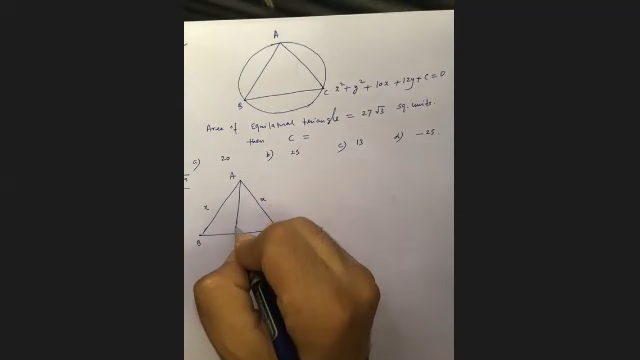 A
B
C x² + y² + 10x + 12y + C = 0
Area of Equilateral triangle = 27√3 sq. units.
then C =
a) 20 b) 25 c) 13 d) -25.
A
x x
B